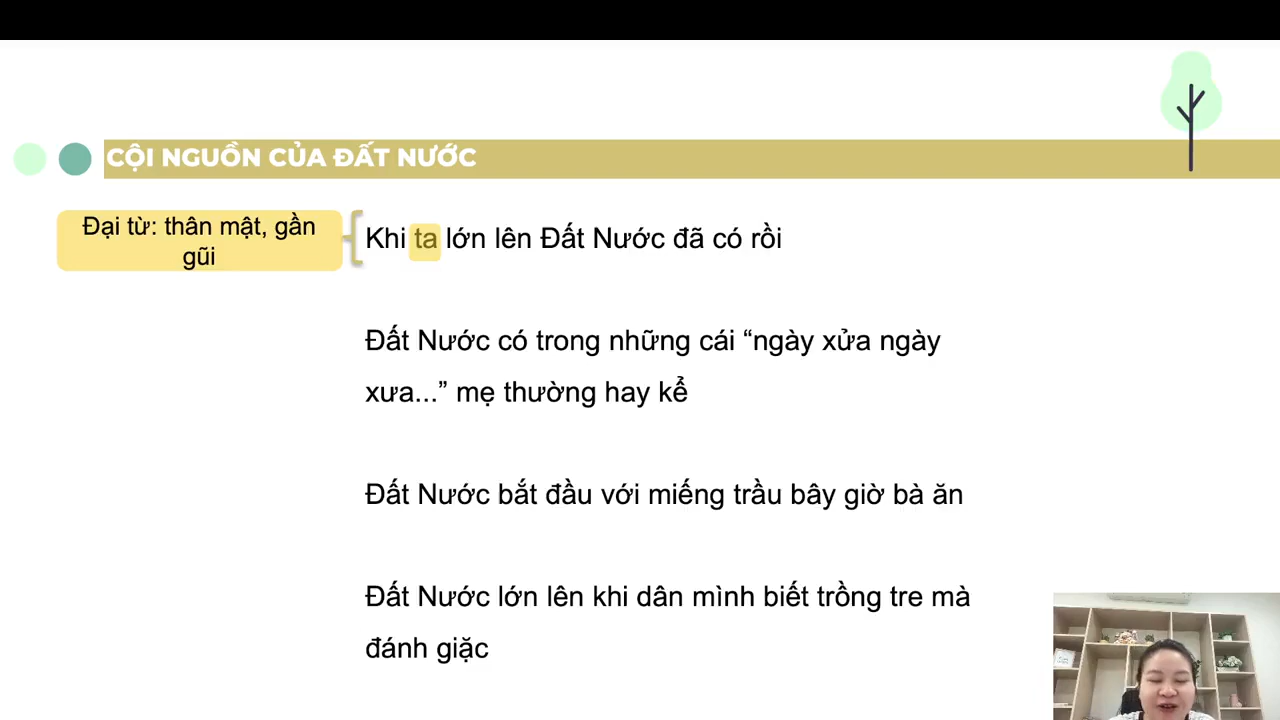 CỘI NGUỒN CỦA ĐẤT NƯỚC
Đại từ: thân mật, gần
gũi
Khi ta lớn lên Đất Nước đã có rồi
Đất Nước có trong những cái “ngày xửa ngày
xưa...” mẹ thường hay kể
Đất Nước bắt đầu với miếng trầu bây giờ bà ăn
Đất Nước lớn lên khi dân mình biết trồng tre mà
đánh giặc